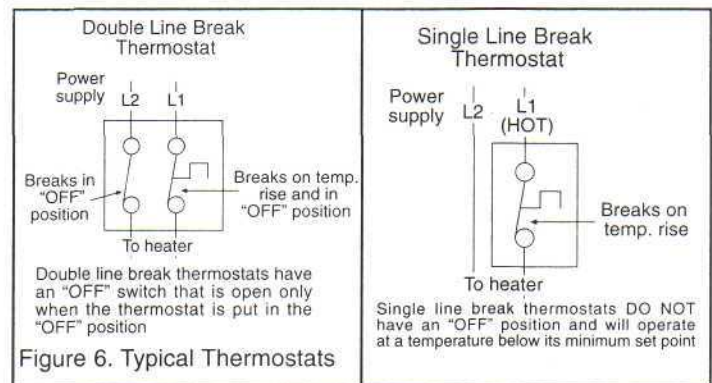 Double Line Break
Thermostat
Power
supply
L2 L1
Breaks in
"OFF"
position
Breaks on temp.
rise and in
"OFF" position
To heater
Double line break thermostats have
an "OFF" switch that is open only
when the thermostat is put in the
"OFF" position
Figure 6. Typical Thermostats
Single Line Break
Thermostat
Power
supply
L2
L1
(HOT)
Breaks on
temp. rise
To heater
Single line break thermostats DO NOT
have an "OFF" position and will operate
at a temperature below its minimum set point